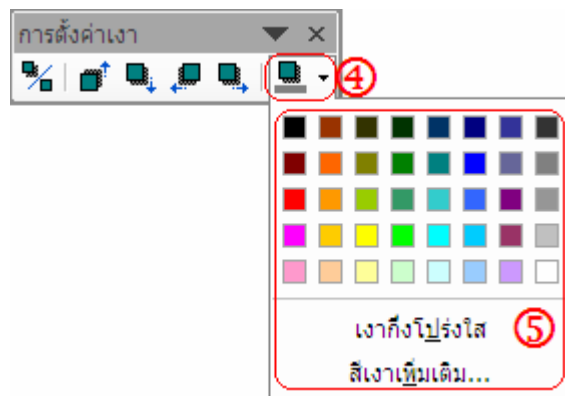 การตั้งค่าเงา
④
เงากึ่งโปร่งใส ⑤
สีเงาเพิ่มเติม...